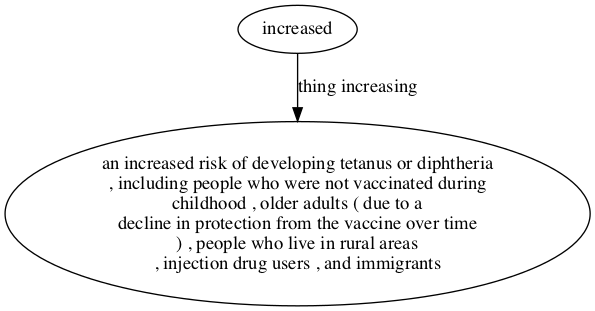 increased
thing increasing
an increased risk of developing tetanus or diphtheria
, including people who were not vaccinated during
childhood , older adults ( due to a
decline in protection from the vaccine over time
) , people who live in rural areas
, injection drug users , and immigrants